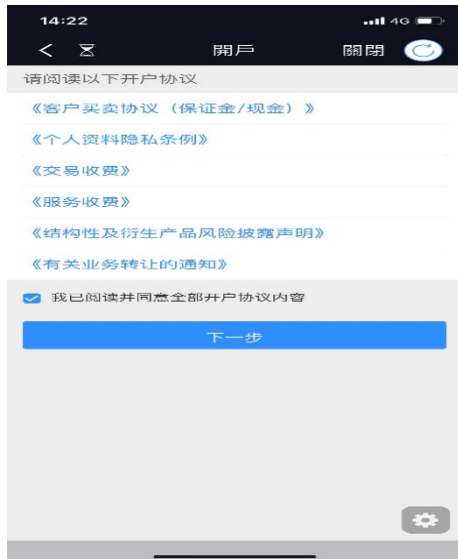 14:22
4G
開戶 關閉
请阅读以下开户协议
《客户买卖协议（保证金/现金）》
《个人资料隐私条例》
《交易收费》
《服务收费》
《结构性及衍生产品风险披露声明》
《有关业务转让的通知》
我已阅读并同意全部开户协议内容
下一步